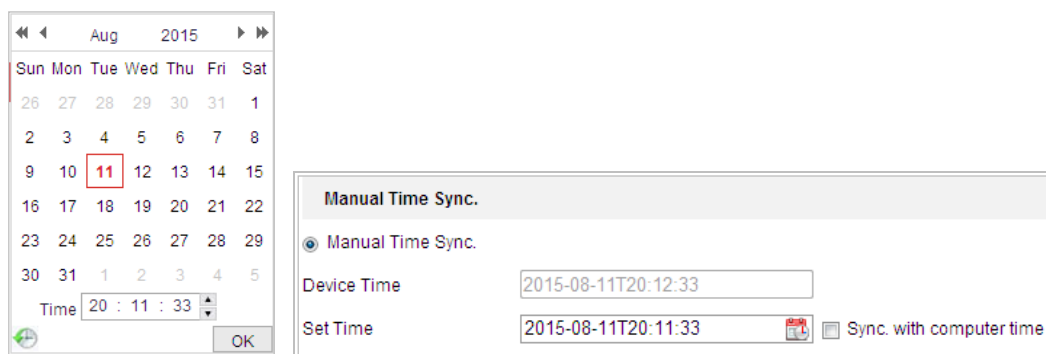 Aug 2015
Sun Mon Tue Wed Thu Fri Sat
26 27 28 29 30 31 1
2 3 4 5 6 7 8
9 10 11 12 13 14 15
16 17 18 19 20 21 22
23 24 25 26 27 28 29
30 31 1 2 3 4 5
Time 20 : 11 : 33
OK
Manual Time Sync.
Manual Time Sync.
Device Time 2015-08-11T20:12:33
Set Time 2015-08-11T20:11:33 Sync. with computer time